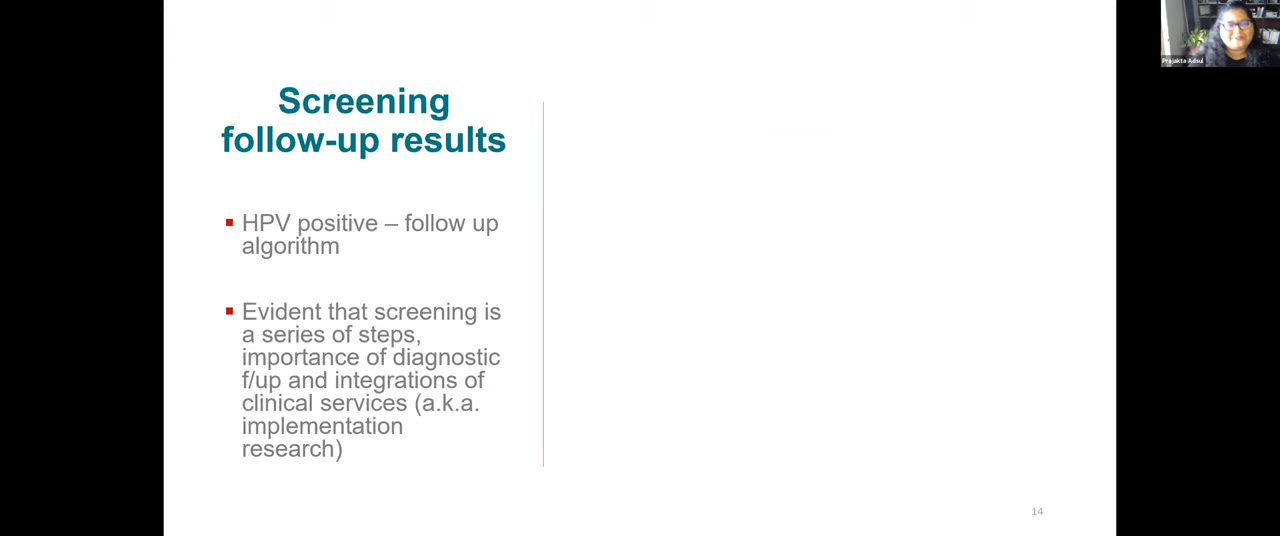 Screening
follow-up results
HPV positive – follow up
algorithm
Evident that screening is
a series of steps,
importance of diagnostic
f/up and integrations of
clinical services (a.k.a.
implementation
research)
14
Prajakta Adsul